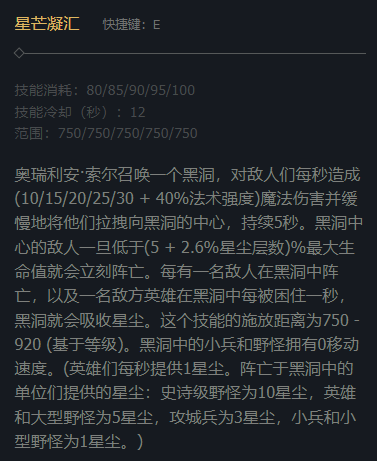 星芒凝汇 快捷键：E
技能消耗：80/85/90/95/100
技能冷却（秒）：12
范围：750/750/750/750/750
奥瑞利安·索尔召唤一个黑洞，对敌人们每秒造成
(10/15/20/25/30 + 40%法术强度)魔法伤害并缓
慢地将他们拉拽向黑洞的中心，持续5秒。黑洞中
心的敌人一旦低于(5 + 2.6%星尘层数)%最大生
命值就会立刻阵亡。每有一名敌人在黑洞中阵
亡，以及一名敌方英雄在黑洞中每被困住一秒，
黑洞就会吸收星尘。这个技能的施放距离为750 -
920 (基于等级)。黑洞中的小兵和野怪拥有0移动
速度。(英雄们每秒提供1星尘。阵亡于黑洞中的
单位们提供的星尘：史诗级野怪为10星尘，英雄
和大型野怪为5星尘，攻城兵为3星尘，小兵和小
型野怪为1星尘。)